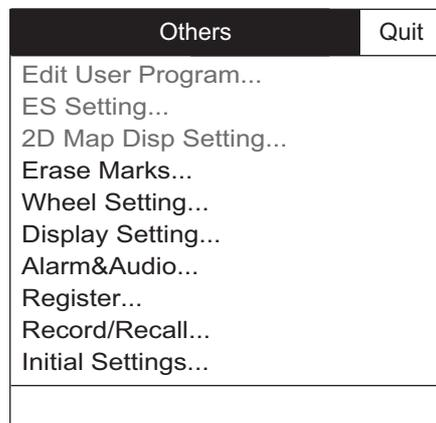 Others Quit
Edit User Program...
ES Setting...
2D Map Disp Setting...
Erase Marks...
Wheel Setting...
Display Setting...
Alarm&Audio...
Register...
Record/Recall...
Initial Settings...